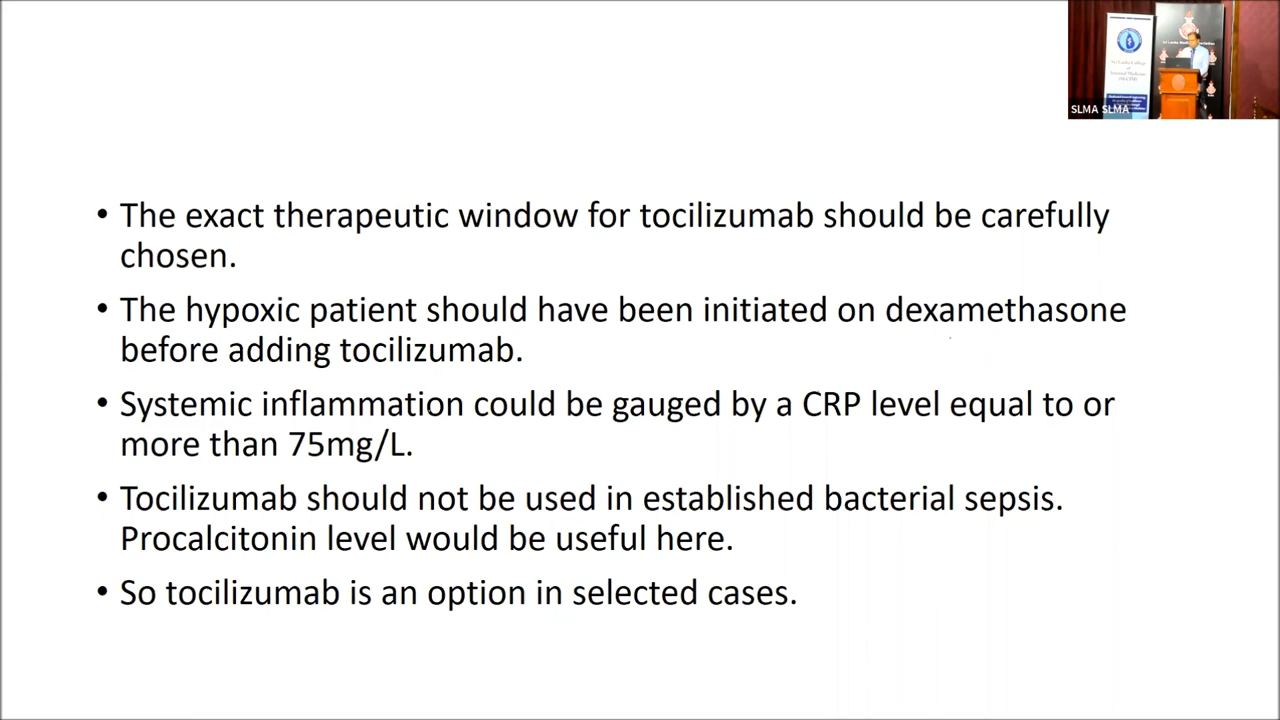 SLMA SLMA
• The exact therapeutic window for tocilizumab should be carefully
chosen.
• The hypoxic patient should have been initiated on dexamethasone
before adding tocilizumab.
• Systemic inflammation could be gauged by a CRP level equal to or
more than 75mg/L.
• Tocilizumab should not be used in established bacterial sepsis.
Procalcitonin level would be useful here.
• So tocilizumab is an option in selected cases.